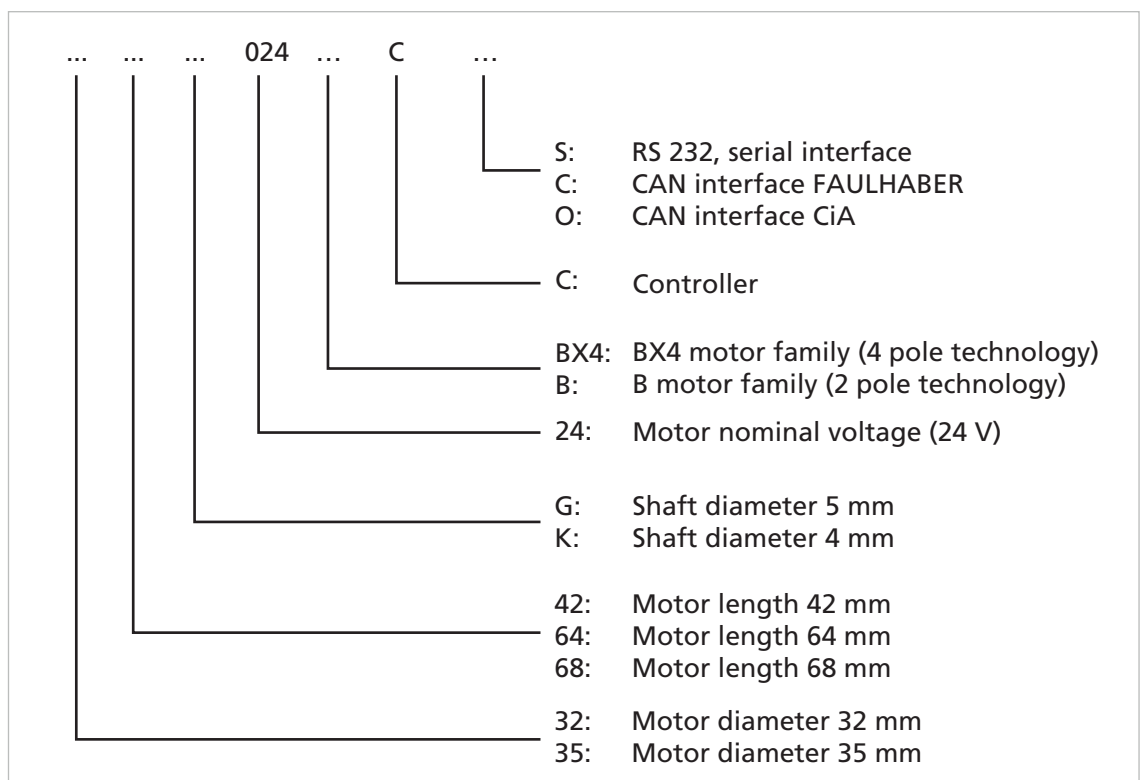 ... ... ... 024 ... C ...
S: RS 232, serial interface
C: CAN interface FAULHABER
O: CAN interface CiA
C: Controller
BX4: BX4 motor family (4 pole technology)
B: B motor family (2 pole technology)
24: Motor nominal voltage (24 V)
G: Shaft diameter 5 mm
K: Shaft diameter 4 mm
42: Motor length 42 mm
64: Motor length 64 mm
68: Motor length 68 mm
32: Motor diameter 32 mm
35: Motor diameter 35 mm